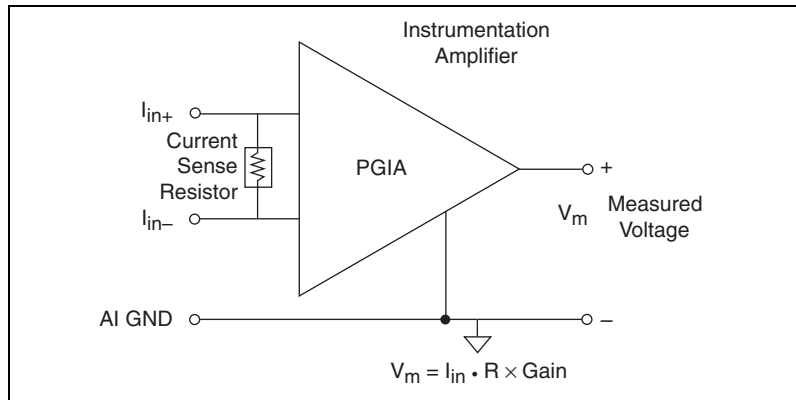 Instrumentation
Amplifier
I_in+
Current
Sense
Resistor
PGIA
+
V_m
Measured
Voltage
I_in–
AI GND
–
V_m = I_in • R × Gain